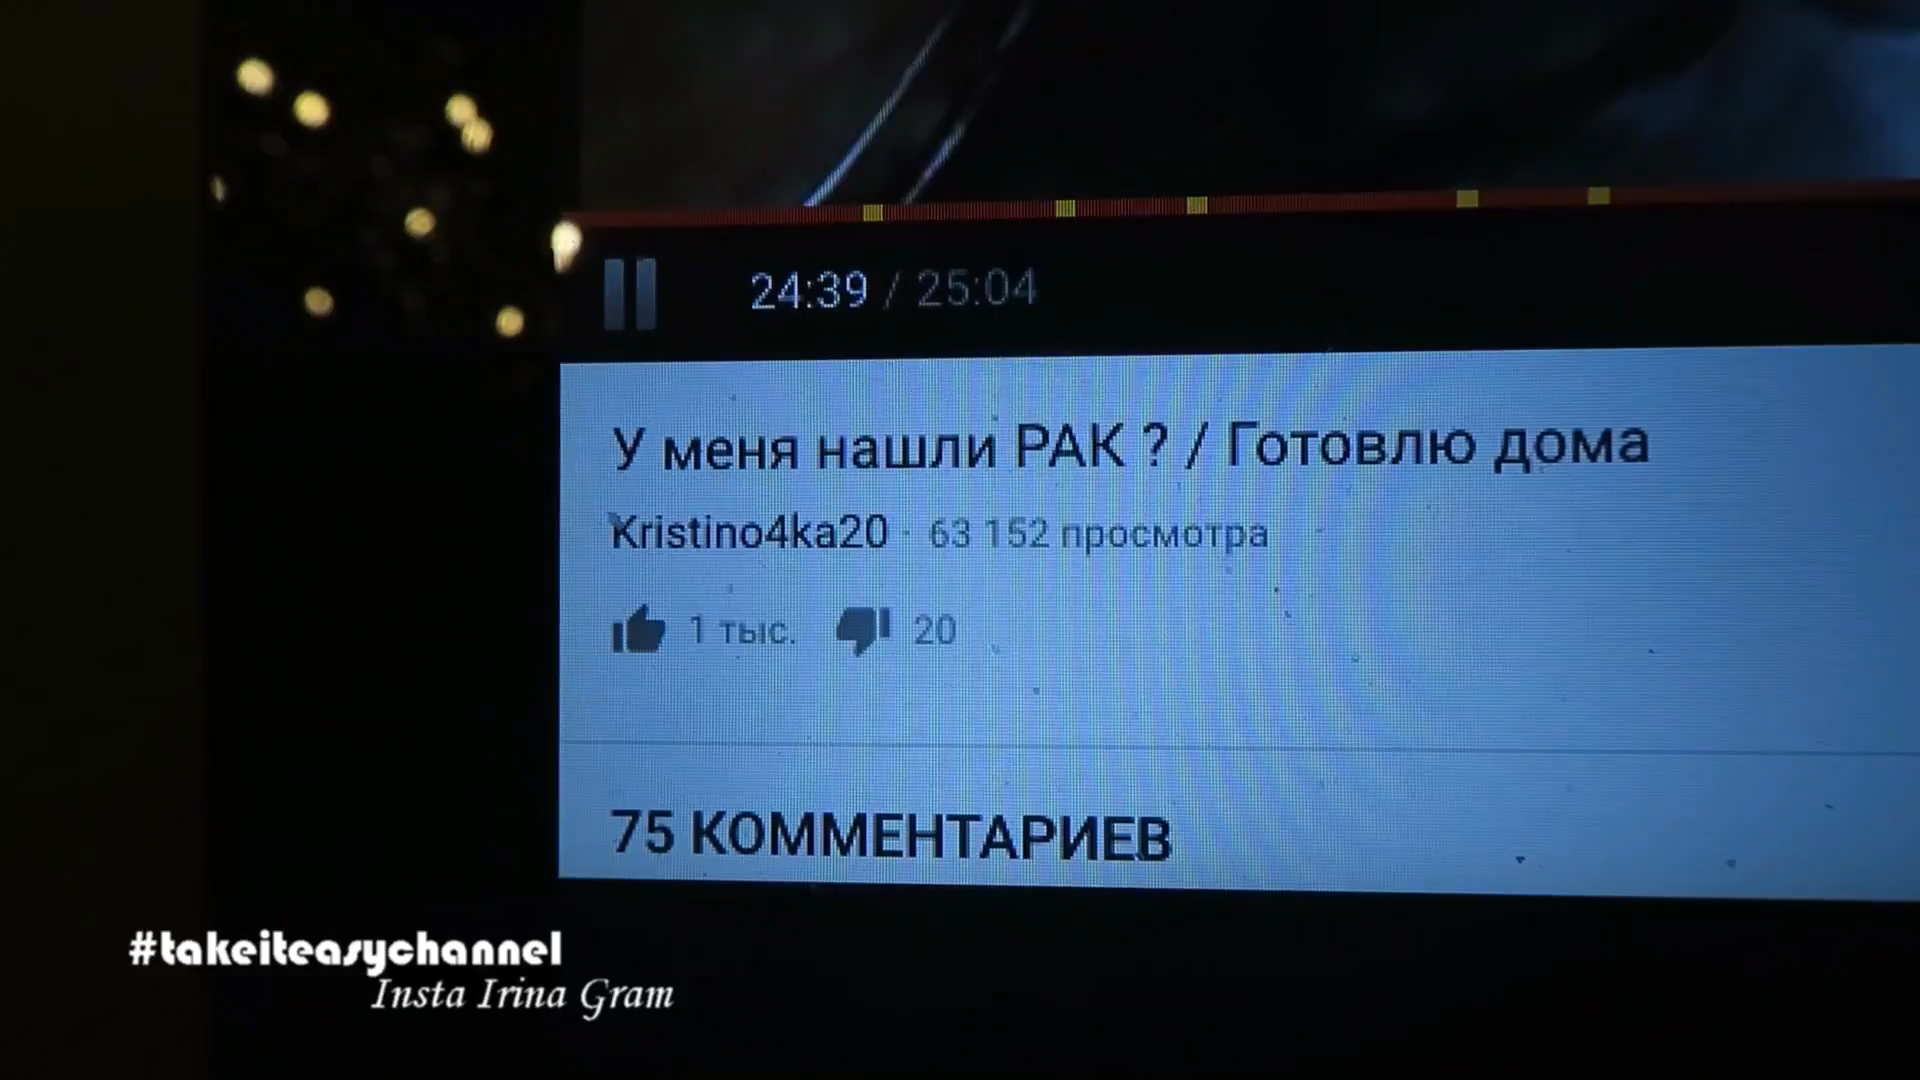 24:39 / 25:04
У меня нашли РАК ? / Готовлю дома
Kristino4ka20 · 63 152 просмотра
1 тыс. 20
75 КОММЕНТАРИЕВ
#takeiteasychannel
Insta Irina Gram